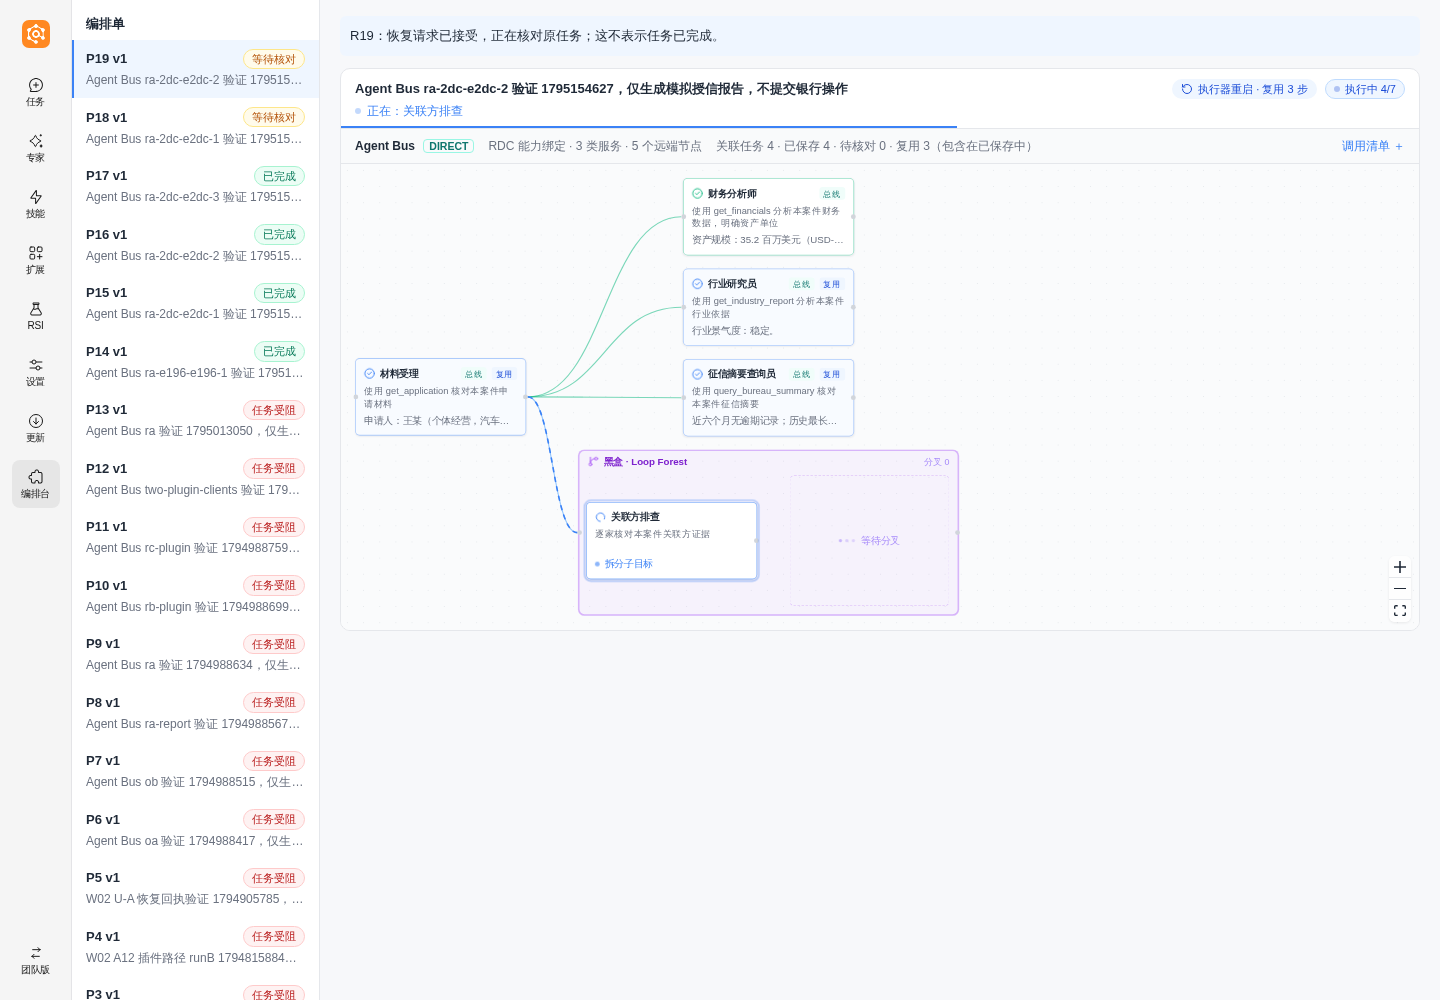 编排单
任务
专家
技能
扩展
RSI
设置
更新
编排台
团队版
P19 v1 等待核对
Agent Bus ra-2dc-e2dc-2 验证 179515…
P18 v1 等待核对
Agent Bus ra-2dc-e2dc-1 验证 179515…
P17 v1 已完成
Agent Bus ra-2dc-e2dc-3 验证 179515…
P16 v1 已完成
Agent Bus ra-2dc-e2dc-2 验证 179515…
P15 v1 已完成
Agent Bus ra-2dc-e2dc-1 验证 179515…
P14 v1 已完成
Agent Bus ra-e196-e196-1 验证 17951…
P13 v1 任务受阻
Agent Bus ra 验证 1795013050，仅生…
P12 v1 任务受阻
Agent Bus two-plugin-clients 验证 179…
P11 v1 任务受阻
Agent Bus rc-plugin 验证 1794988759…
P10 v1 任务受阻
Agent Bus rb-plugin 验证 1794988699…
P9 v1 任务受阻
Agent Bus ra 验证 1794988634，仅生…
P8 v1 任务受阻
Agent Bus ra-report 验证 1794988567…
P7 v1 任务受阻
Agent Bus ob 验证 1794988515，仅生…
P6 v1 任务受阻
Agent Bus oa 验证 1794988417，仅生…
P5 v1 任务受阻
W02 U-A 恢复回执验证 1794905785，…
P4 v1 任务受阻
W02 A12 插件路径 runB 1794815884…
P3 v1 任务受阻
R19：恢复请求已接受，正在核对原任务；这不表示任务已完成。
Agent Bus ra-2dc-e2dc-2 验证 1795154627，仅生成模拟授信报告，不提交银行操作
执行器重启 · 复用 3 步 执行中 4/7
正在：关联方排查
Agent Bus DIRECT RDC 能力绑定 · 3 类服务 · 5 个远端节点 关联任务 4 · 已保存 4 · 待核对 0 · 复用 3（包含在已保存中） 调用清单 +
财务分析师 总线
使用 get_financials 分析本案件财务
数据，明确资产单位
资产规模：35.2 百万美元（USD-…
行业研究员 总线 复用
使用 get_industry_report 分析本案件
行业依据
行业景气度：稳定。
材料受理 总线 复用
使用 get_application 核对本案件申
请材料
申请人：王某（个体经营，汽车…
征信摘要查询员 总线 复用
使用 query_bureau_summary 核对
本案件征信摘要
近六个月无逾期记录；历史最长…
黑盒 · Loop Forest 分叉 0
关联方排查
逐家核对本案件关联方证据
拆分子目标
等待分叉